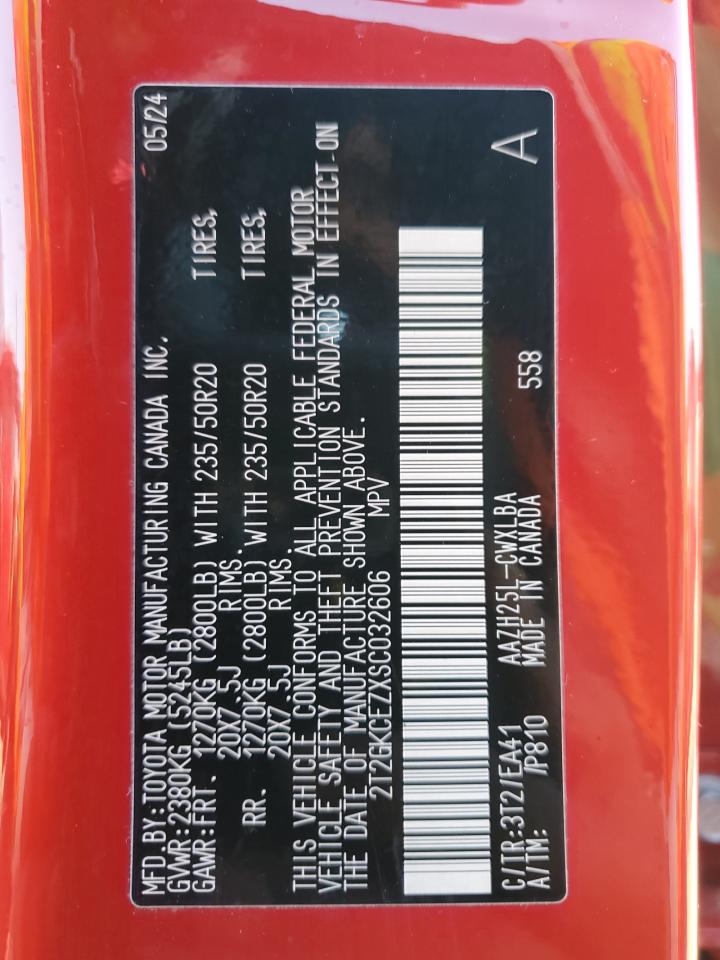 MFD.BY:TOYOTA MOTOR MANUFACTURING CANADA INC. 05/24
GVWR:2380KG (5245LB)
GAWR:FRT. 1270KG (2800LB) WITH 235/50R20 TIRES,
20X7.5J RIMS.
RR. 1270KG (2800LB) WITH 235/50R20 TIRES,
20X7.5J RIMS.
THIS VEHICLE CONFORMS TO ALL APPLICABLE FEDERAL MOTOR
VEHICLE SAFETY AND THEFT PREVENTION STANDARDS IN EFFECT ON
THE DATE OF MANUFACTURE SHOWN ABOVE.
2T2GKCEZXSC032606 MPV
C/TR:3T2/EA41 AAZH25L-CWXLBA 558 A
A/TM: /P810 MADE IN CANADA